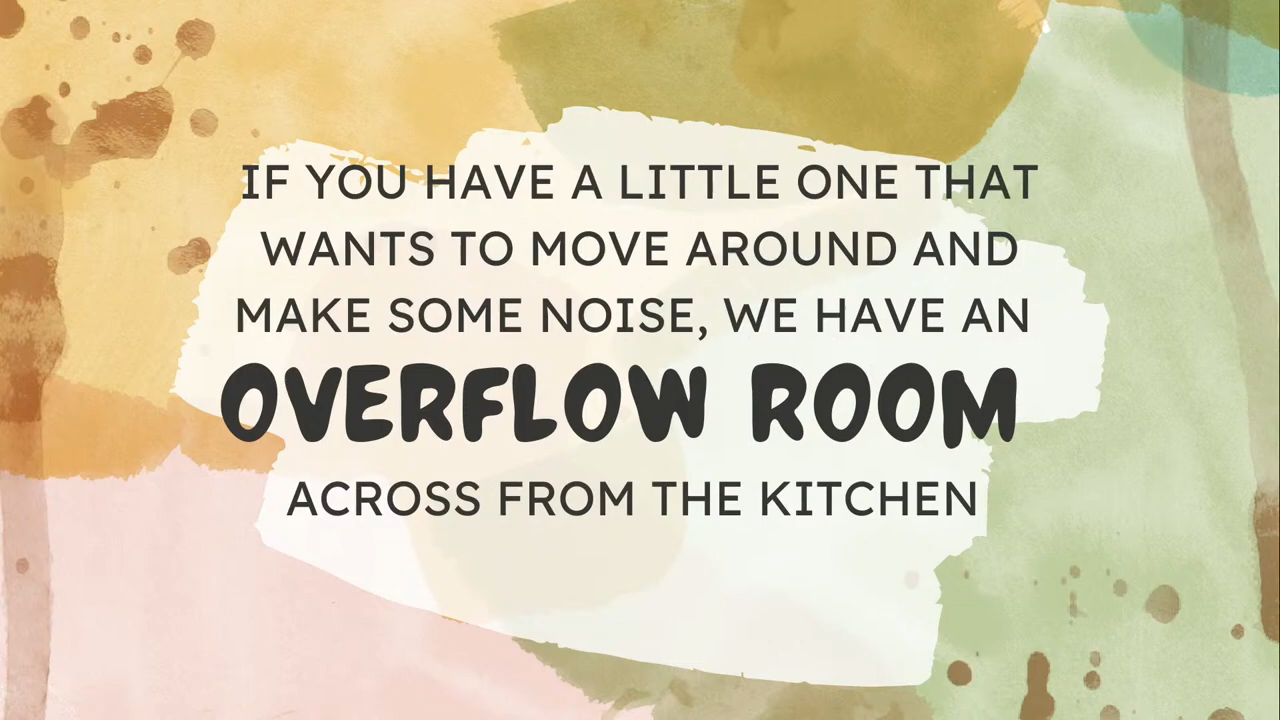 IF YOU HAVE A LITTLE ONE THAT
WANTS TO MOVE AROUND AND
MAKE SOME NOISE, WE HAVE AN
OVERFLOW ROOM
ACROSS FROM THE KITCHEN